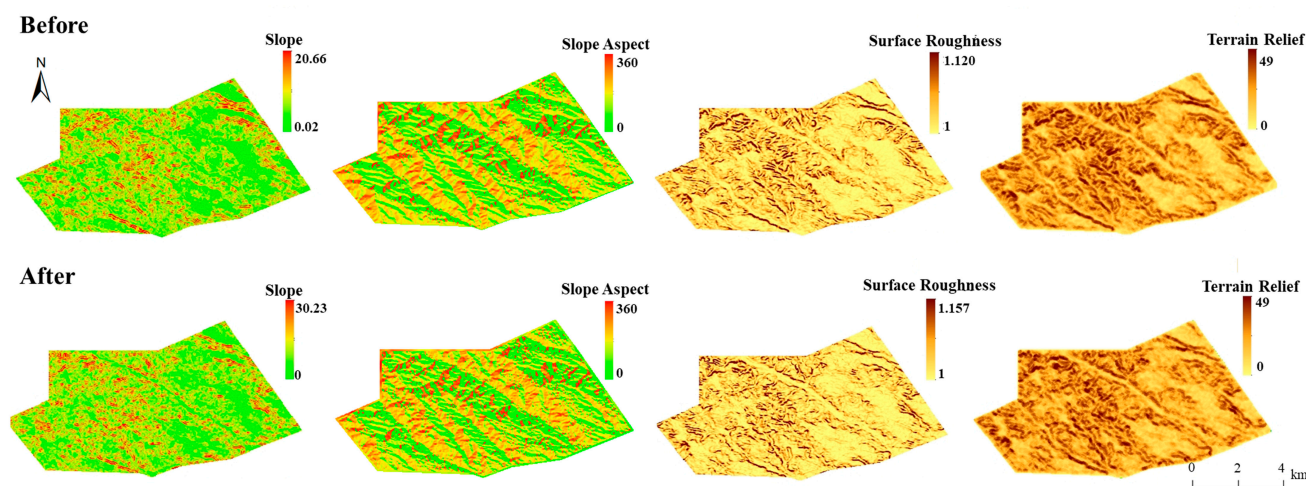 Before
N
Slope
20.66
0.02
Slope Aspect
360
0
Surface Roughness
1.120
1
Terrain Relief
49
0
After
Slope
30.23
0
Slope Aspect
360
0
Surface Roughness
1.157
1
Terrain Relief
49
0
0 2 4 km